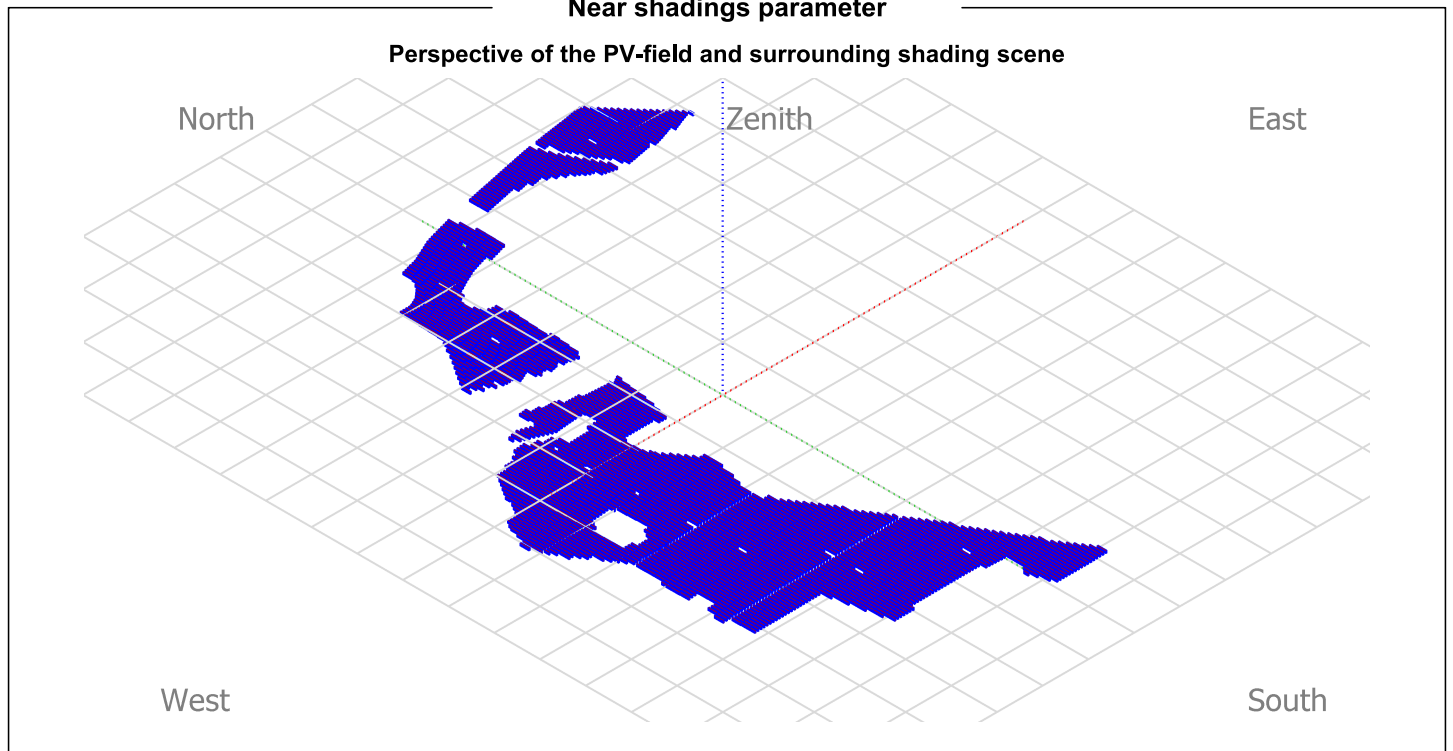 Near shadings parameter
Perspective of the PV-field and surrounding shading scene
North
Zenith
East
West
South